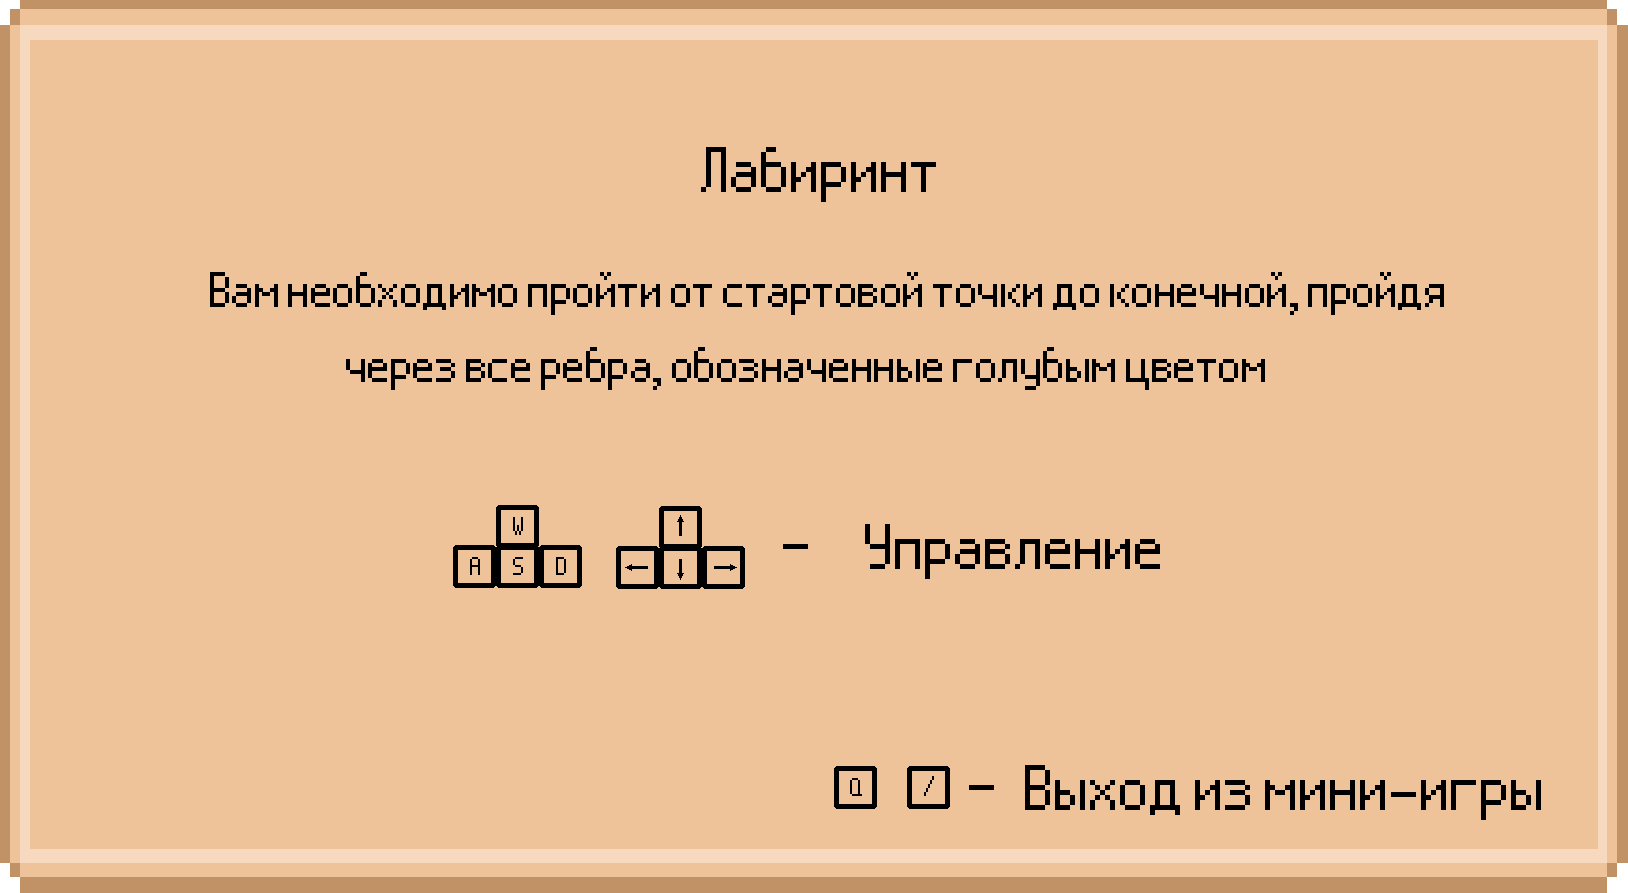 Лабиринт
Вам необходимо пройти от стартовой точки до конечной, пройдя
через все ребра, обозначенные голубым цветом
W ↑
A S D ← ↓ → - Управление
Q / - Выход из мини-игры